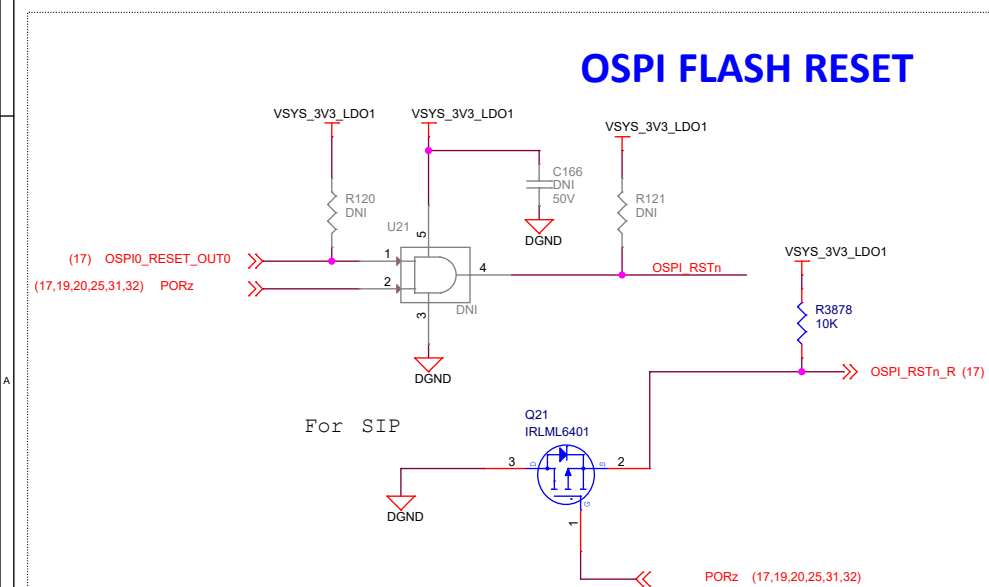 OSPI FLASH RESET
VSYS_3V3_LDO1
VSYS_3V3_LDO1
VSYS_3V3_LDO1
C166
DNI
50V
R120
DNI
R121
DNI
U21
5
DGND
VSYS_3V3_LDO1
(17) OSPI0_RESET_OUT0
1
4
OSPI_RSTn
(17,19,20,25,31,32) PORz
2
3
DNI
R3878
10K
DGND
A
OSPI_RSTn_R (17)
For SIP
Q21
IRLML6401
3
D
S
2
G
DGND
1
PORz (17,19,20,25,31,32)